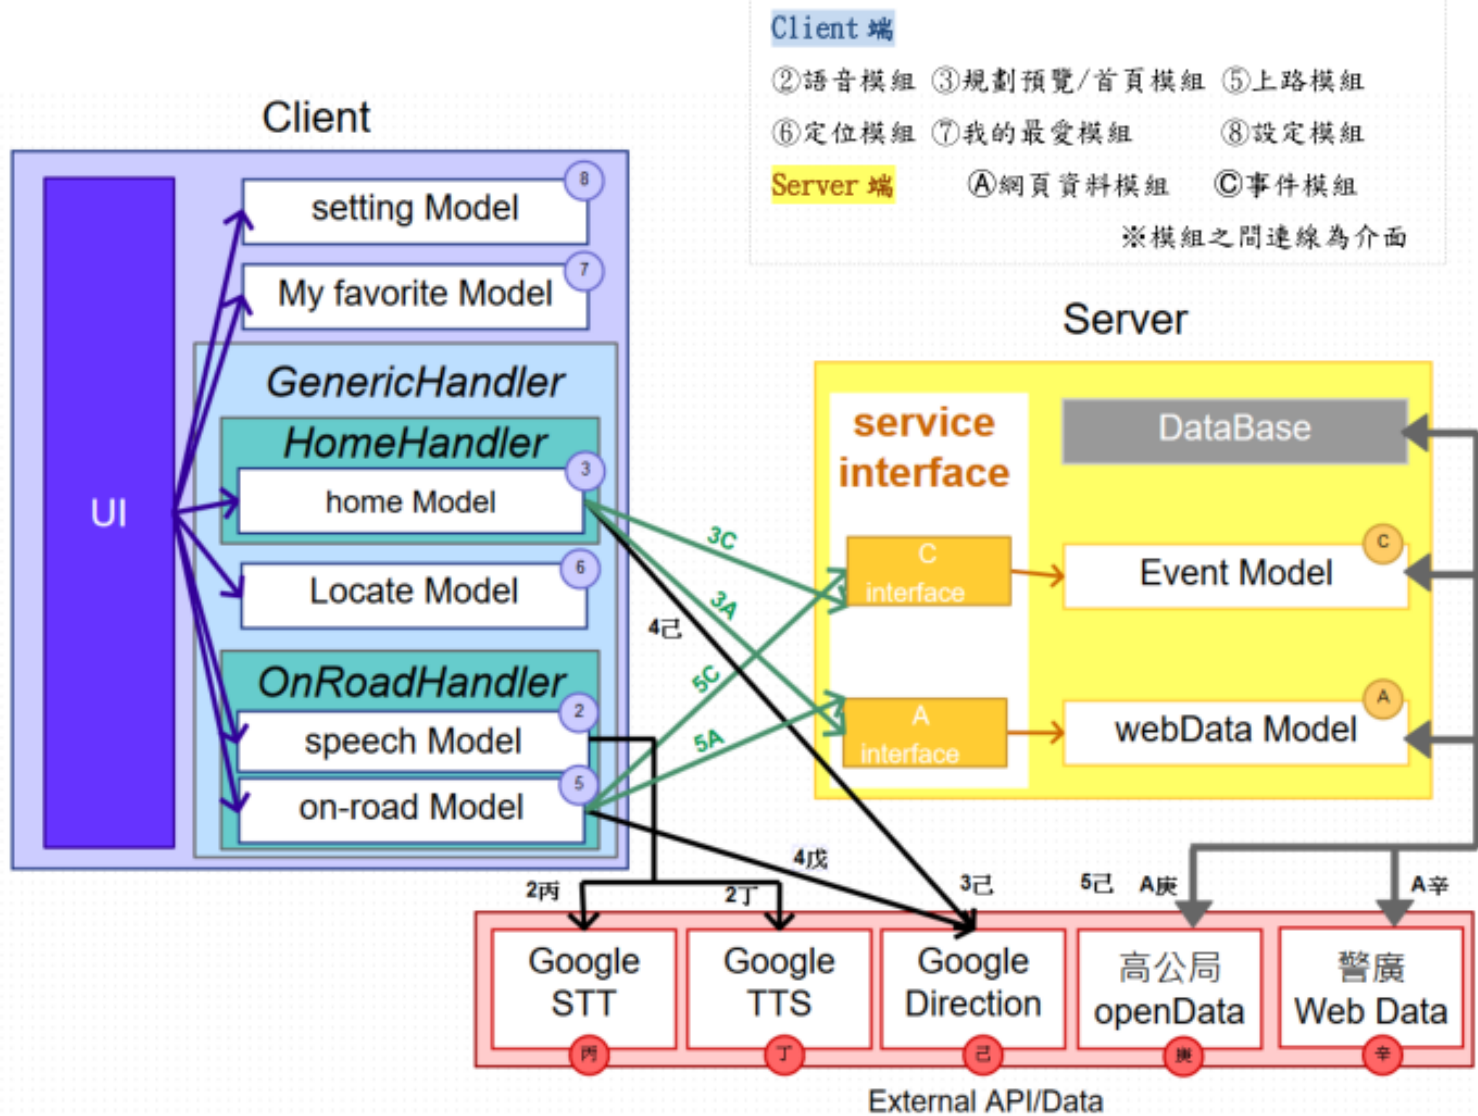 Client 端
②語音模組 ③規劃預覽/首頁模組 ⑤上路模組
⑥定位模組 ⑦我的最愛模組 ⑧設定模組
Server 端 Ⓐ網頁資料模組 Ⓒ事件模組
※模組之間連線為介面
Client
UI
setting Model
8
My favorite Model
7
GenericHandler
HomeHandler
home Model
3
Locate Model
6
OnRoadHandler
speech Model
2
on-road Model
5
3C
3A
4己
5C
5A
4戊
2丙
2丁
3己
5己
A庚
A辛
Server
service
interface
C
interface
A
interface
DataBase
Event Model
C
webData Model
A
Google
STT
丙
Google
TTS
丁
Google
Direction
己
高公局
openData
庚
警廣
Web Data
辛
External API/Data